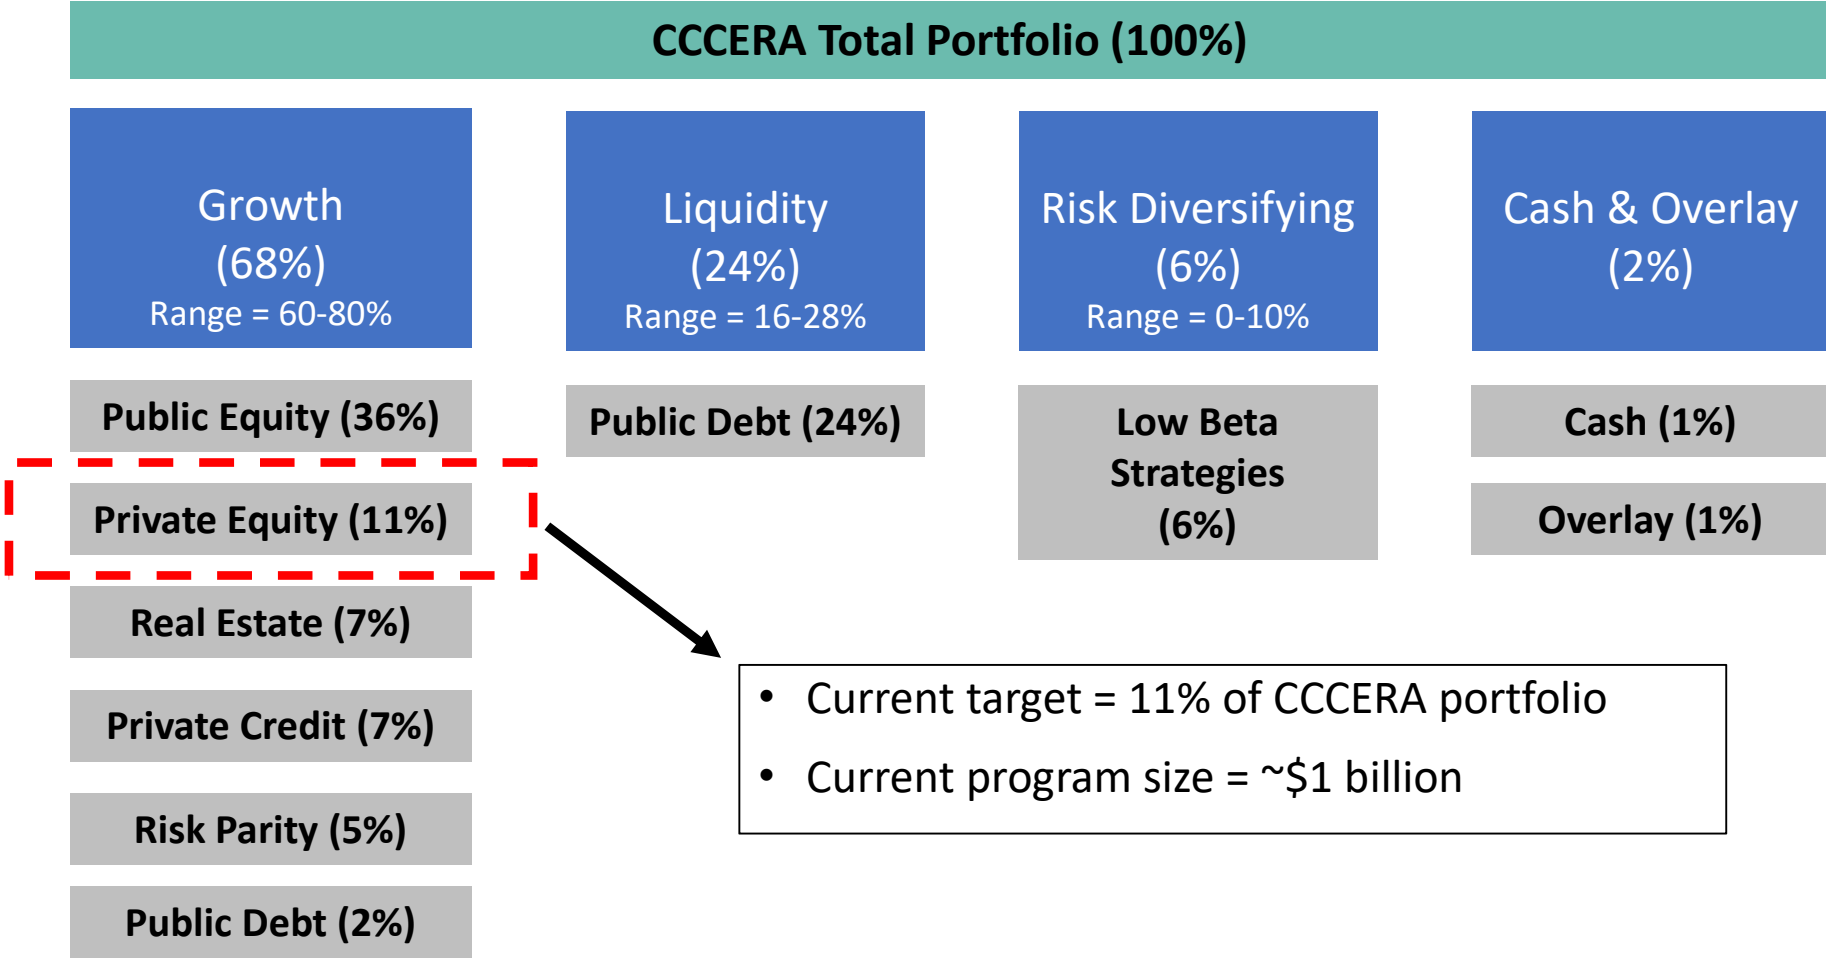 CCCERA Total Portfolio (100%)
Growth
(68%)
Range = 60-80%
Liquidity
(24%)
Range = 16-28%
Risk Diversifying
(6%)
Range = 0-10%
Cash & Overlay
(2%)
Public Equity (36%)
Private Equity (11%)
Real Estate (7%)
Private Credit (7%)
Risk Parity (5%)
Public Debt (2%)
Public Debt (24%)
Low Beta
Strategies
(6%)
Cash (1%)
Overlay (1%)
• Current target = 11% of CCCERA portfolio
• Current program size = ~$1 billion